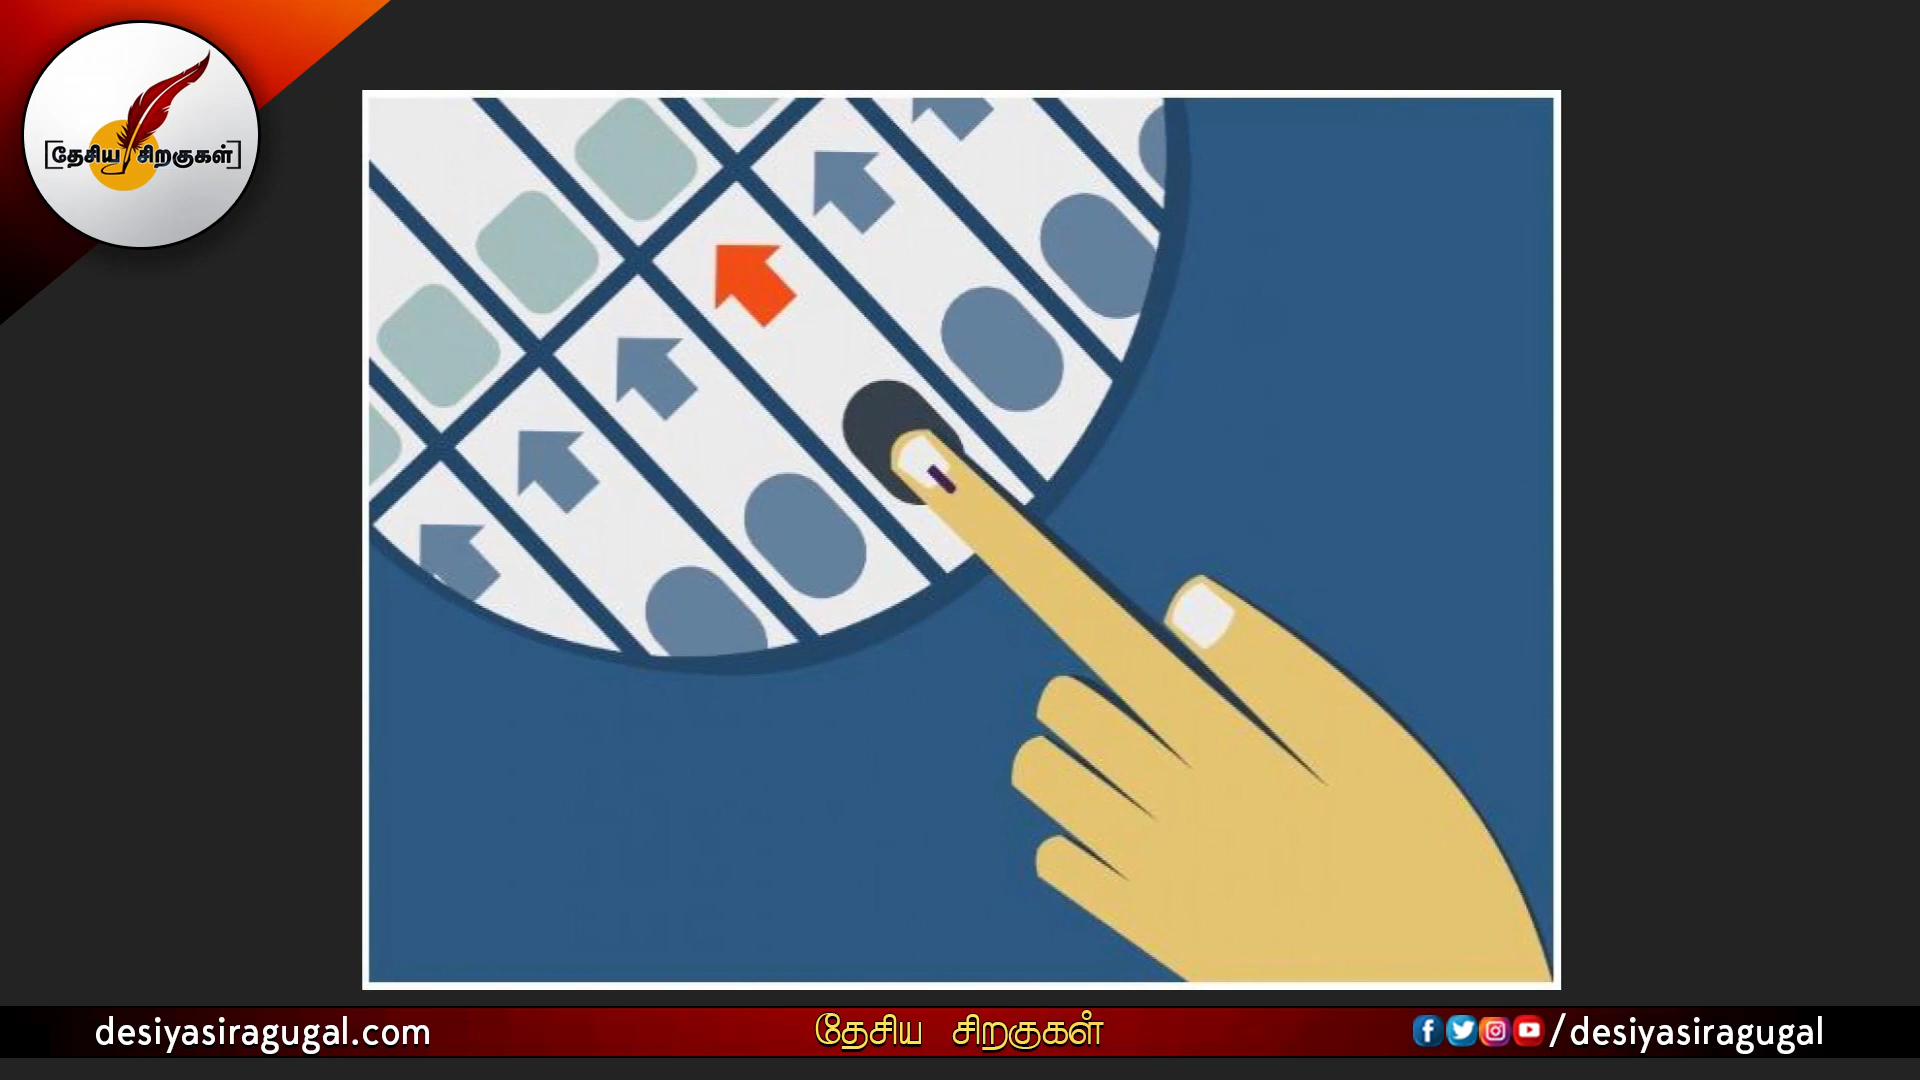 [தேசிய சிறகுகள்]
desiyasiragugal.com
தேசிய சிறகுகள்
/desiyasiragugal